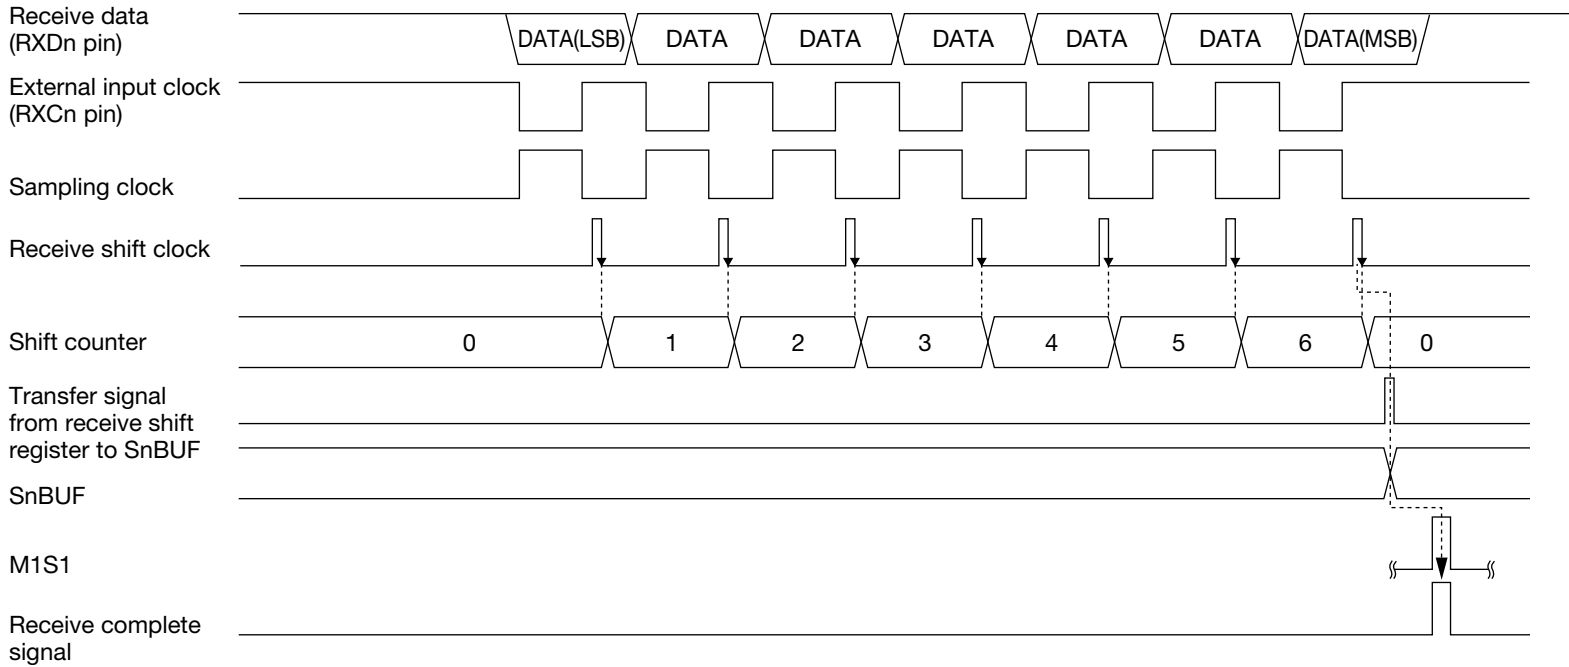 Receive data
(RXDn pin)
DATA(LSB) DATA DATA DATA DATA DATA DATA(MSB)
External input clock
(RXCn pin)
Sampling clock
Receive shift clock
Shift counter 0 1 2 3 4 5 6 0
Transfer signal
from receive shift
register to SnBUF
SnBUF
M1S1
Receive complete
signal